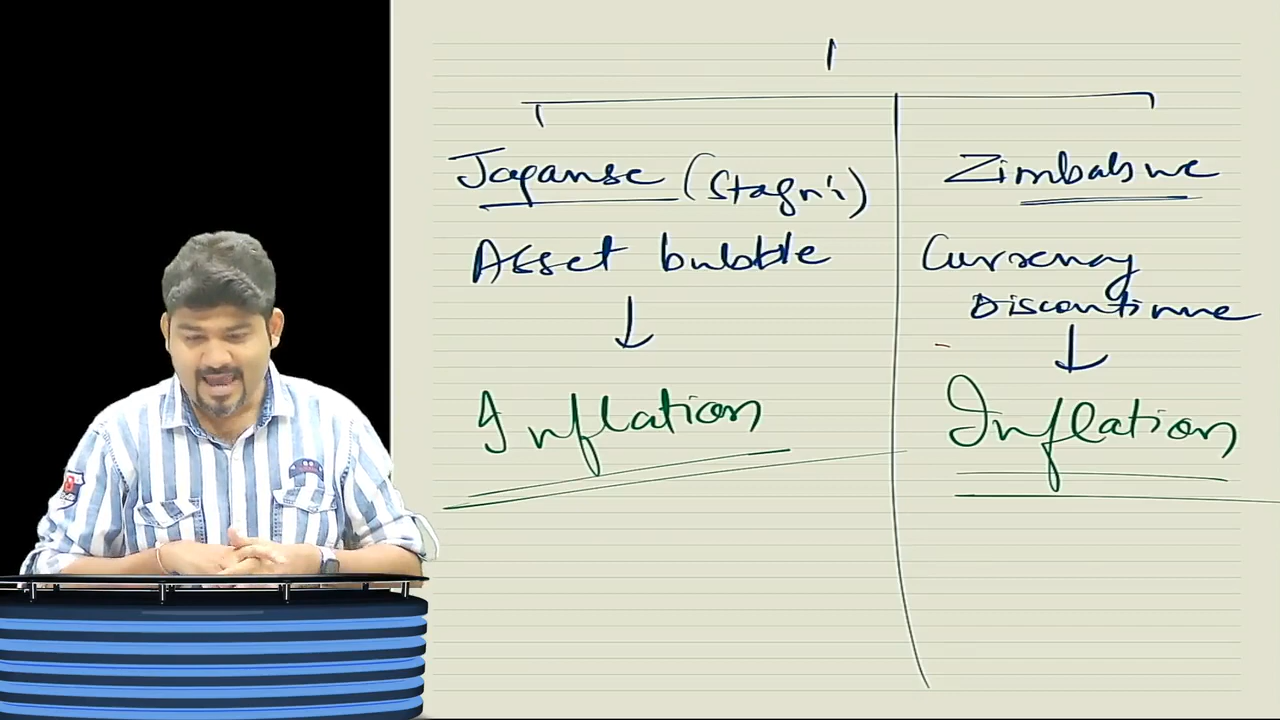 Japanse (Stagn'i)
Asset bubble
Inflation
Zimbabwe
Currency
Discontinue
Inflation